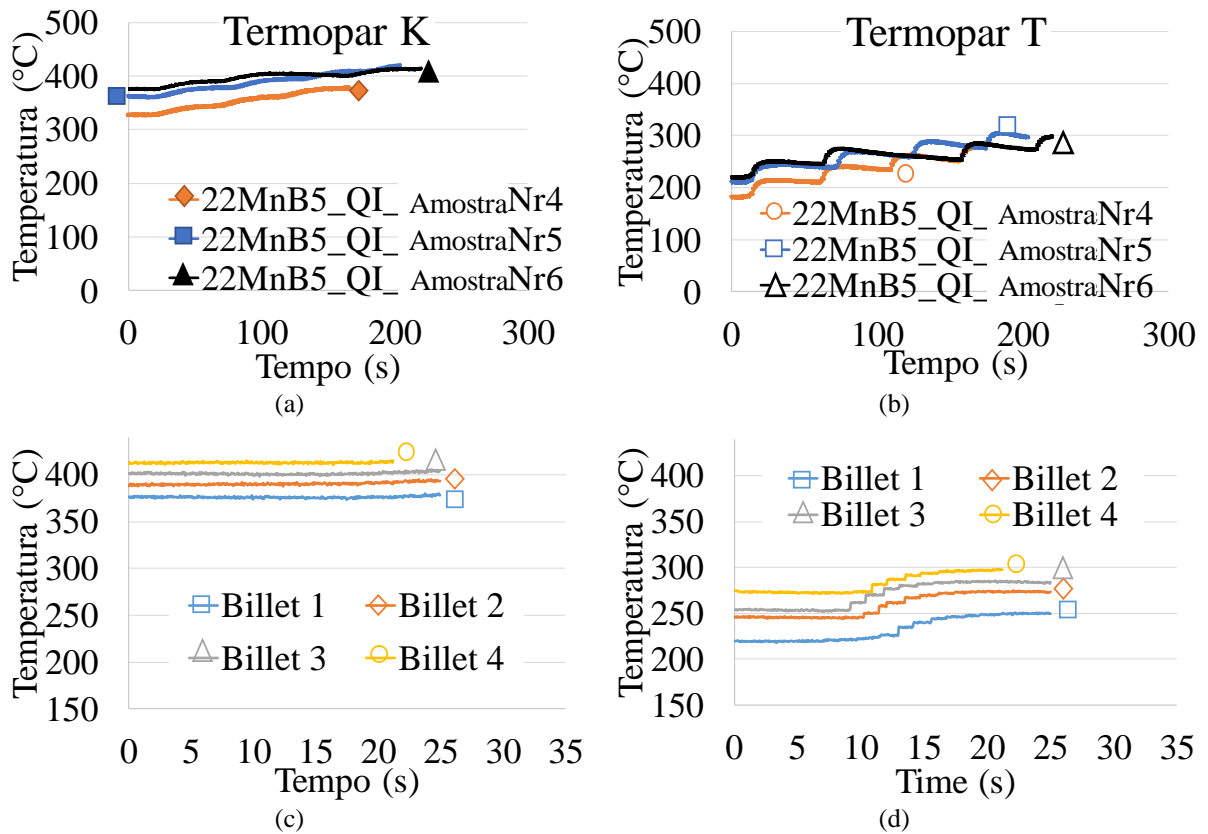 Termopar K
Temperatura (°C)
500
400
300
200
100
0
22MnB5_QI_ AmostraNr4
22MnB5_QI_ AmostraNr5
22MnB5_QI_ AmostraNr6
0 100 200 300
Tempo (s)
(a)
Termopar T
Temperatura (°C)
500
400
300
200
100
0
22MnB5_QI_ AmostraNr4
22MnB5_QI_ AmostraNr5
22MnB5_QI_ AmostraNr6
0 100 200 300
Tempo (s)
(b)
Temperatura (°C)
400
350
300
250
200
150
Billet 1 Billet 2
Billet 3 Billet 4
0 5 10 15 20 25 30 35
Tempo (s)
(c)
Temperatura (°C)
400
350
300
250
200
150
Billet 1 Billet 2
Billet 3 Billet 4
0 5 10 15 20 25 30 35
Time (s)
(d)